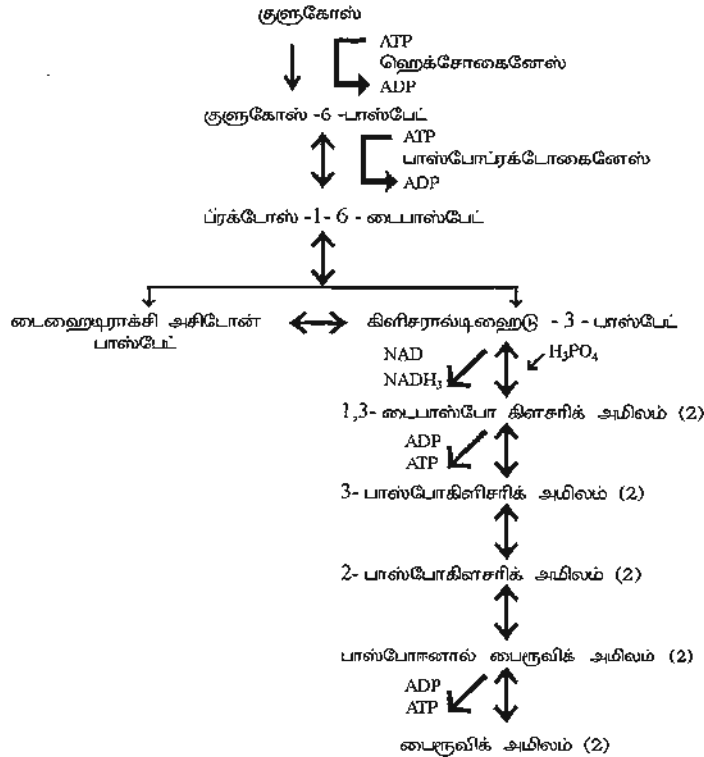 குளுகோஸ்
ATP
ஹெக்சோகைனேஸ்
ADP
குளுகோஸ் -6 -பாஸ்பேட்
ATP
பாஸ்போப்ரக்டோகைனேஸ்
ADP
ப்ரக்டோஸ் -1- 6 - டைபாஸ்பேட்
டைஹைடிராக்சி அசிடோன்
பாஸ்பேட்
கிளிசரால்டிஹைடு - 3 - பாஸ்பேட்
NAD
H₃PO₄
NADH₃
1,3- டைபாஸ்போ கிளசரிக் அமிலம் (2)
ADP
ATP
3- பாஸ்போகிளிசரிக் அமிலம் (2)
2- பாஸ்போகிளசரிக் அமிலம் (2)
பாஸ்போஈனால் பைரூவிக் அமிலம் (2)
ADP
ATP
பைரூவிக் அமிலம் (2)